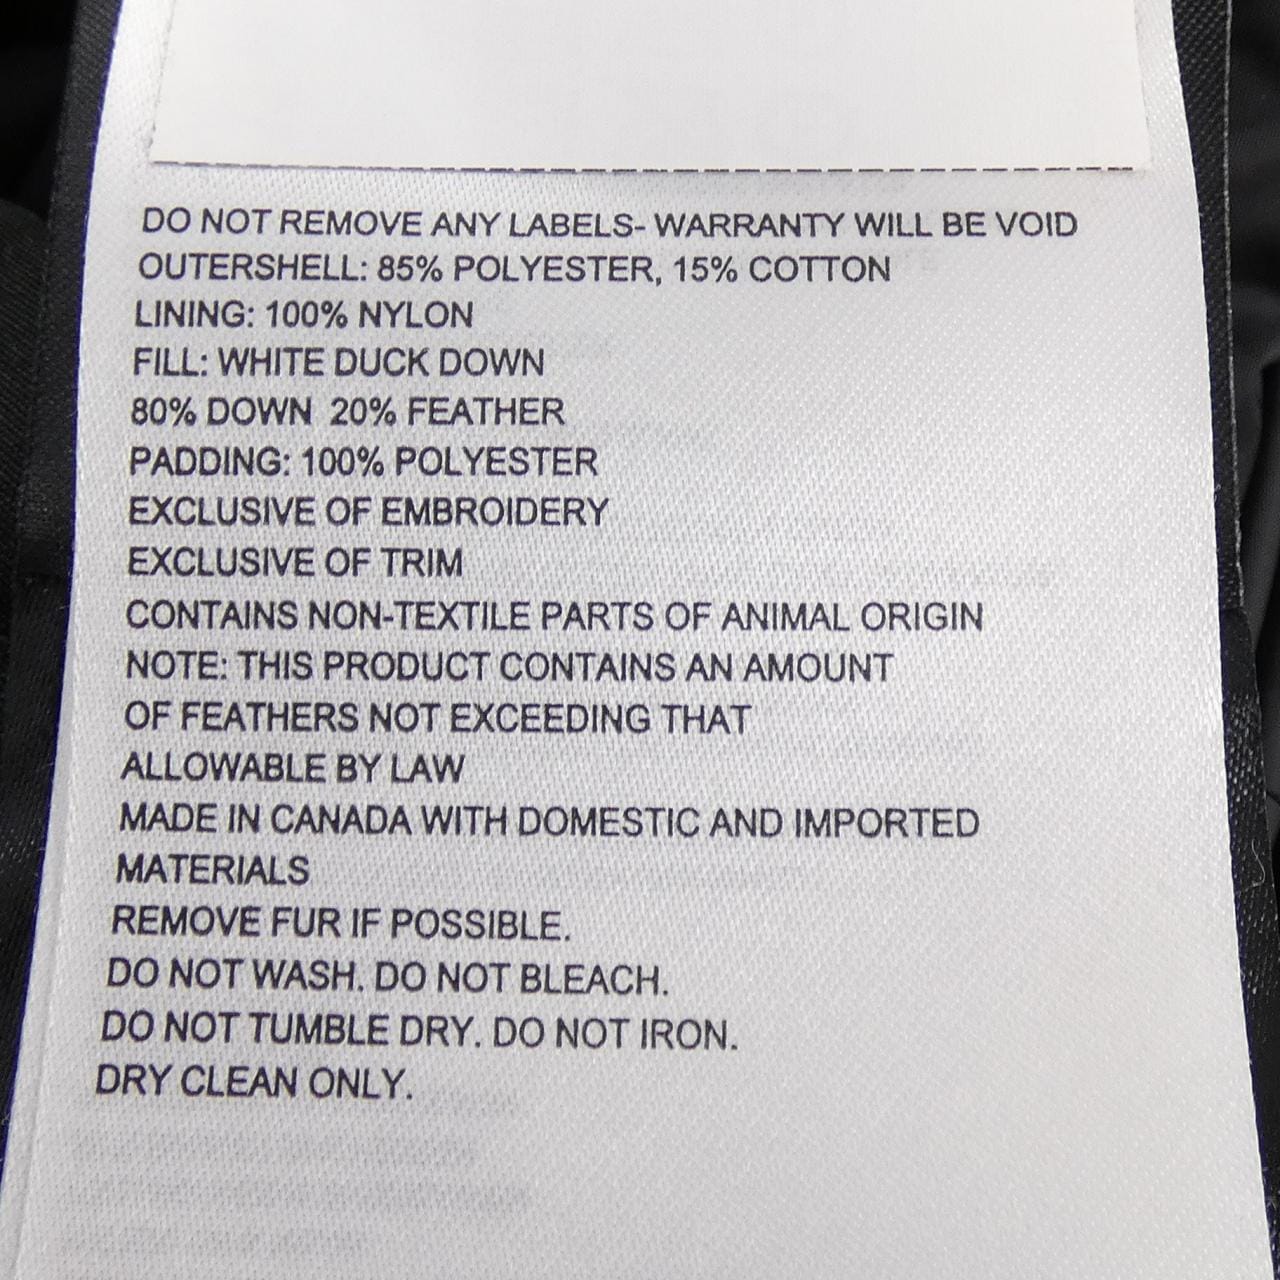 DO NOT REMOVE ANY LABELS- WARRANTY WILL BE VOID
OUTERSHELL: 85% POLYESTER, 15% COTTON
LINING: 100% NYLON
FILL: WHITE DUCK DOWN
80% DOWN  20% FEATHER
PADDING: 100% POLYESTER
EXCLUSIVE OF EMBROIDERY
EXCLUSIVE OF TRIM
CONTAINS NON-TEXTILE PARTS OF ANIMAL ORIGIN
NOTE: THIS PRODUCT CONTAINS AN AMOUNT
OF FEATHERS NOT EXCEEDING THAT
ALLOWABLE BY LAW
MADE IN CANADA WITH DOMESTIC AND IMPORTED
MATERIALS
REMOVE FUR IF POSSIBLE.
DO NOT WASH. DO NOT BLEACH.
DO NOT TUMBLE DRY. DO NOT IRON.
DRY CLEAN ONLY.